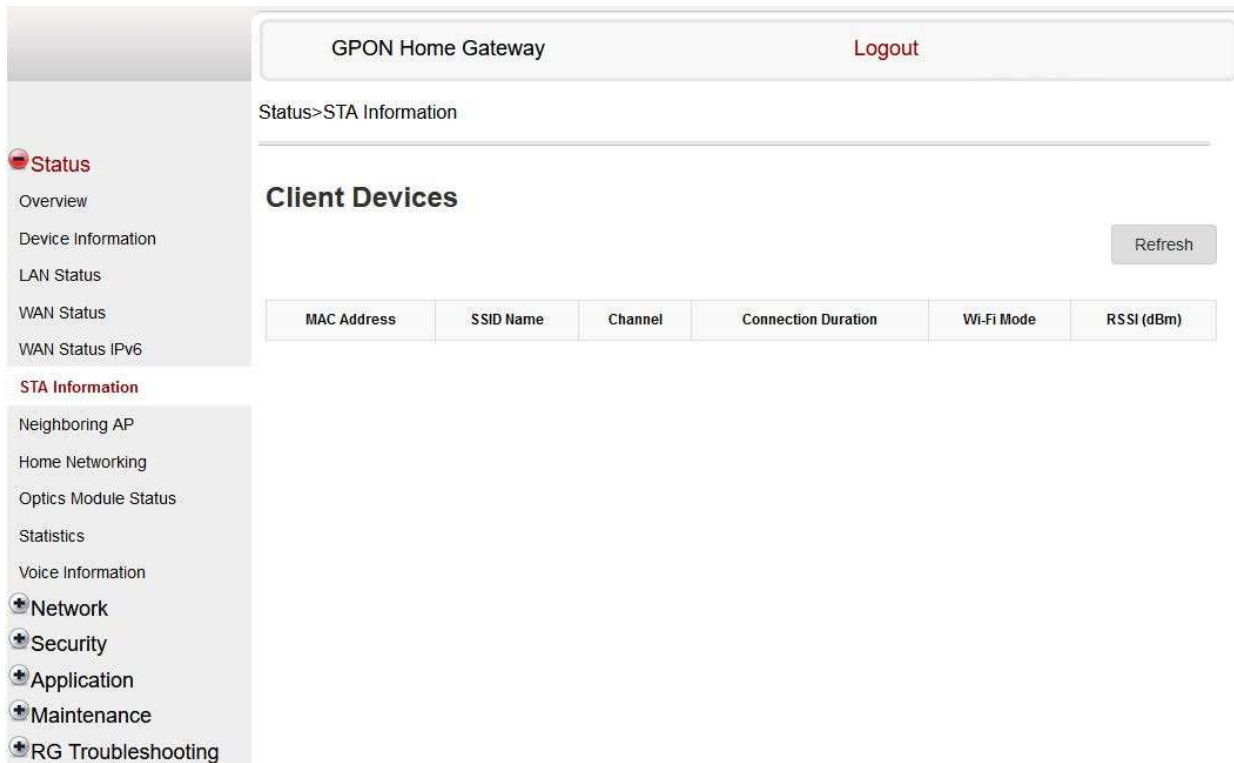 GPON Home Gateway Logout
Status>STA Information
Status
Overview
Device Information
LAN Status
WAN Status
WAN Status IPv6
STA Information
Neighboring AP
Home Networking
Optics Module Status
Statistics
Voice Information
Network
Security
Application
Maintenance
RG Troubleshooting
Client Devices
Refresh
MAC Address SSID Name Channel Connection Duration Wi-Fi Mode RSSI (dBm)